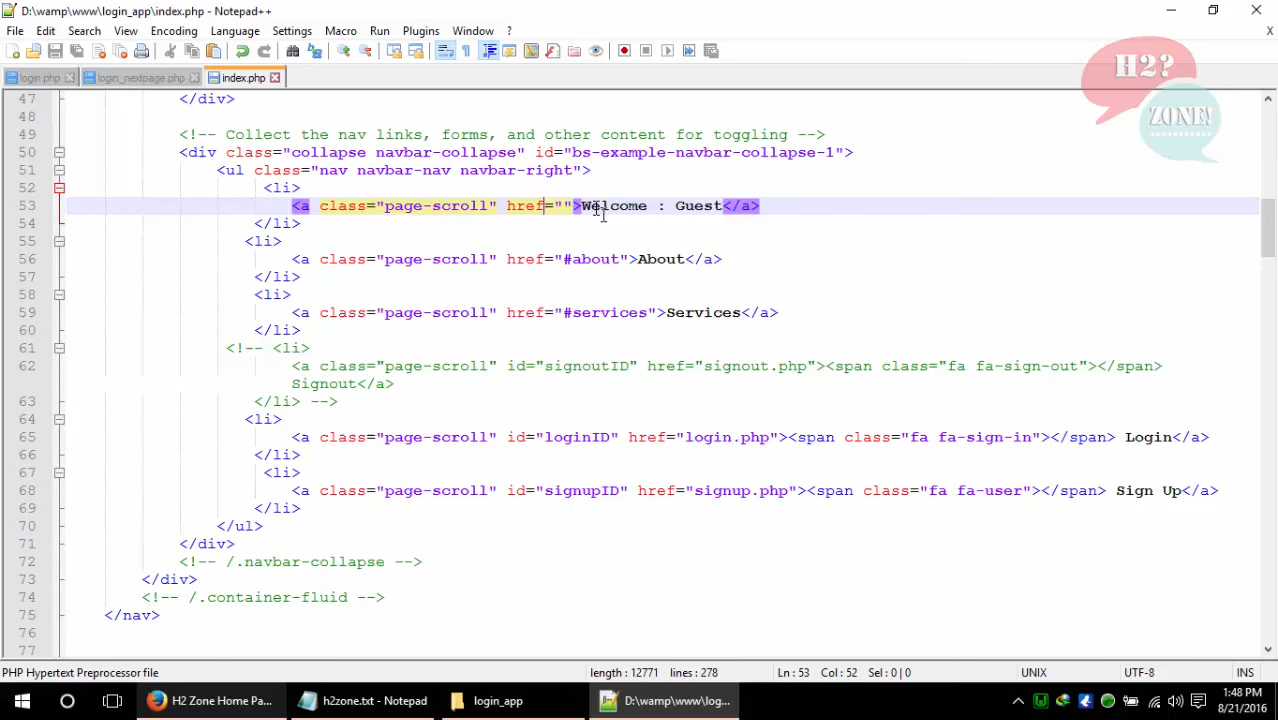 D:\wamp\www\login_app\index.php - Notepad++
File Edit Search View Encoding Language Settings Macro Run Plugins Window ? X
login.php login_nextpage.php index.php
H2?
ZONE!
47 </div>
48
49 <!-- Collect the nav links, forms, and other content for toggling -->
50 <div class="collapse navbar-collapse" id="bs-example-navbar-collapse-1">
51 <ul class="nav navbar-nav navbar-right">
52 <li>
53 <a class="page-scroll" href="">Welcome : Guest</a>
54 </li>
55 <li>
56 <a class="page-scroll" href="#about">About</a>
57 </li>
58 <li>
59 <a class="page-scroll" href="#services">Services</a>
60 </li>
61 <!-- <li>
62 <a class="page-scroll" id="signoutID" href="signout.php"><span class="fa fa-sign-out"></span>
Signout</a>
63 </li> -->
64 <li>
65 <a class="page-scroll" id="loginID" href="login.php"><span class="fa fa-sign-in"></span> Login</a>
66 </li>
67 <li>
68 <a class="page-scroll" id="signupID" href="signup.php"><span class="fa fa-user"></span> Sign Up</a>
69 </li>
70 </ul>
71 </div>
72 <!-- /.navbar-collapse -->
73 </div>
74 <!-- /.container-fluid -->
75 </nav>
76
77
PHP Hypertext Preprocessor file length : 12771 lines : 278 Ln : 53 Col : 52 Sel : 0 | 0 UNIX UTF-8 INS
H2 Zone Home Pa... h2zone.txt - Notepad login_app D:\wamp\www\log... 1:48 PM
8/21/2016